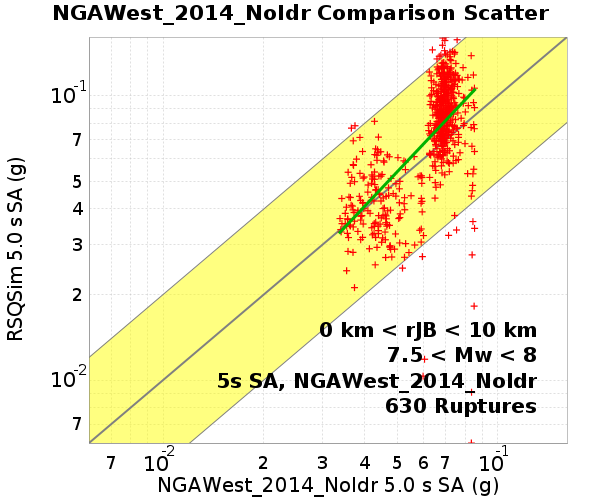 NGAWest_2014_NoIdr Comparison Scatter
RSQSim 5.0 s SA (g)
10-1
7
5
4
3
2
10-2
7
0 km < rJB < 10 km
7.5 < Mw < 8
5s SA, NGAWest_2014_NoIdr
630 Ruptures
7 10-2 2 3 4 5 6 7 10-1
NGAWest_2014_NoIdr 5.0 s SA (g)